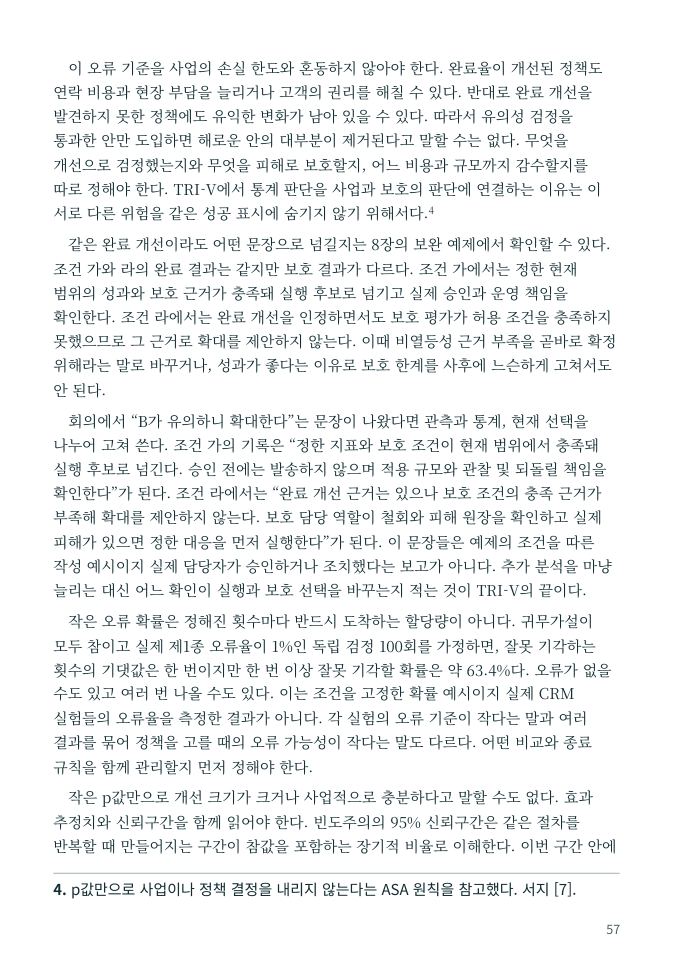 이 오류 기준을 사업의 손실 한도와 혼동하지 않아야 한다. 완료율이 개선된 정책도
연락 비용과 현장 부담을 늘리거나 고객의 권리를 해칠 수 있다. 반대로 완료 개선을
발견하지 못한 정책에도 유익한 변화가 남아 있을 수 있다. 따라서 유의성 검정을
통과한 안만 도입하면 해로운 안의 대부분이 제거된다고 말할 수는 없다. 무엇을
개선으로 검정했는지와 무엇을 피해로 보호할지, 어느 비용과 규모까지 감수할지를
따로 정해야 한다. TRI-V에서 통계 판단을 사업과 보호의 판단에 연결하는 이유는 이
서로 다른 위험을 같은 성공 표시에 숨기지 않기 위해서다.4
같은 완료 개선이라도 어떤 문장으로 넘길지는 8장의 보완 예제에서 확인할 수 있다.
조건 가와 라의 완료 결과는 같지만 보호 결과가 다르다. 조건 가에서는 정한 현재
범위의 성과와 보호 근거가 충족돼 실행 후보로 넘기고 실제 승인과 운영 책임을
확인한다. 조건 라에서는 완료 개선을 인정하면서도 보호 평가가 허용 조건을 충족하지
못했으므로 그 근거로 확대를 제안하지 않는다. 이때 비열등성 근거 부족을 곧바로 확정
위해라는 말로 바꾸거나, 성과가 좋다는 이유로 보호 한계를 사후에 느슨하게 고쳐서도
안 된다.
회의에서 “B가 유의하니 확대한다”는 문장이 나왔다면 관측과 통계, 현재 선택을
나누어 고쳐 쓴다. 조건 가의 기록은 “정한 지표와 보호 조건이 현재 범위에서 충족돼
실행 후보로 넘긴다. 승인 전에는 발송하지 않으며 적용 규모와 관찰 및 되돌릴 책임을
확인한다”가 된다. 조건 라에서는 “완료 개선 근거는 있으나 보호 조건의 충족 근거가
부족해 확대를 제안하지 않는다. 보호 담당 역할이 철회와 피해 원장을 확인하고 실제
피해가 있으면 정한 대응을 먼저 실행한다”가 된다. 이 문장들은 예제의 조건을 따른
작성 예시이지 실제 담당자가 승인하거나 조치했다는 보고가 아니다. 추가 분석을 마냥
늘리는 대신 어느 확인이 실행과 보호 선택을 바꾸는지 적는 것이 TRI-V의 끝이다.
작은 오류 확률은 정해진 횟수마다 반드시 도착하는 할당량이 아니다. 귀무가설이
모두 참이고 실제 제1종 오류율이 1%인 독립 검정 100회를 가정하면, 잘못 기각하는
횟수의 기댓값은 한 번이지만 한 번 이상 잘못 기각할 확률은 약 63.4%다. 오류가 없을
수도 있고 여러 번 나올 수도 있다. 이는 조건을 고정한 확률 예시이지 실제 CRM
실험들의 오류율을 측정한 결과가 아니다. 각 실험의 오류 기준이 작다는 말과 여러
결과를 묶어 정책을 고를 때의 오류 가능성이 작다는 말도 다르다. 어떤 비교와 종료
규칙을 함께 관리할지 먼저 정해야 한다.
작은 p값만으로 개선 크기가 크거나 사업적으로 충분하다고 말할 수도 없다. 효과
추정치와 신뢰구간을 함께 읽어야 한다. 빈도주의의 95% 신뢰구간은 같은 절차를
반복할 때 만들어지는 구간이 참값을 포함하는 장기적 비율로 이해한다. 이번 구간 안에
4. p값만으로 사업이나 정책 결정을 내리지 않는다는 ASA 원칙을 참고했다. 서지 [7].
57